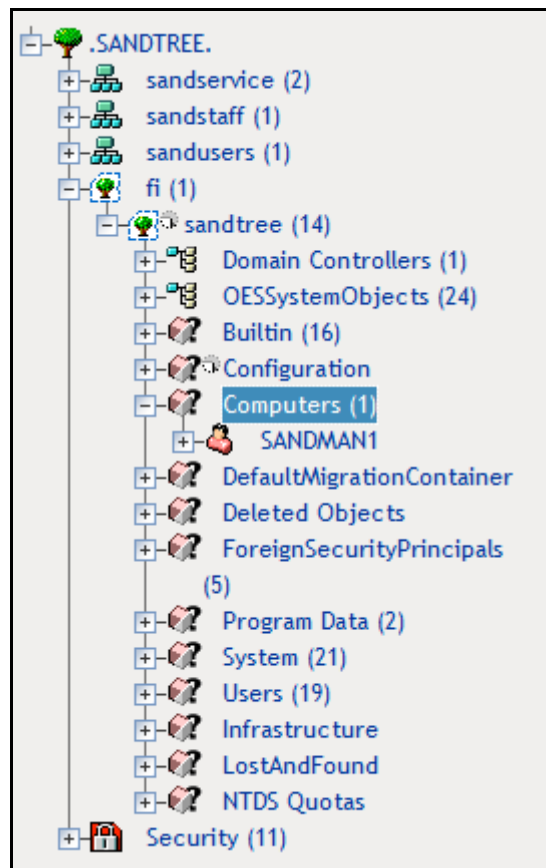 .SANDTREE.
sandservice (2)
sandstaff (1)
sandusers (1)
fi (1)
sandtree (14)
Domain Controllers (1)
OESSystemObjects (24)
Builtin (16)
Configuration
Computers (1)
SANDMAN1
DefaultMigrationContainer
Deleted Objects
ForeignSecurityPrincipals
(5)
Program Data (2)
System (21)
Users (19)
Infrastructure
LostAndFound
NTDS Quotas
Security (11)